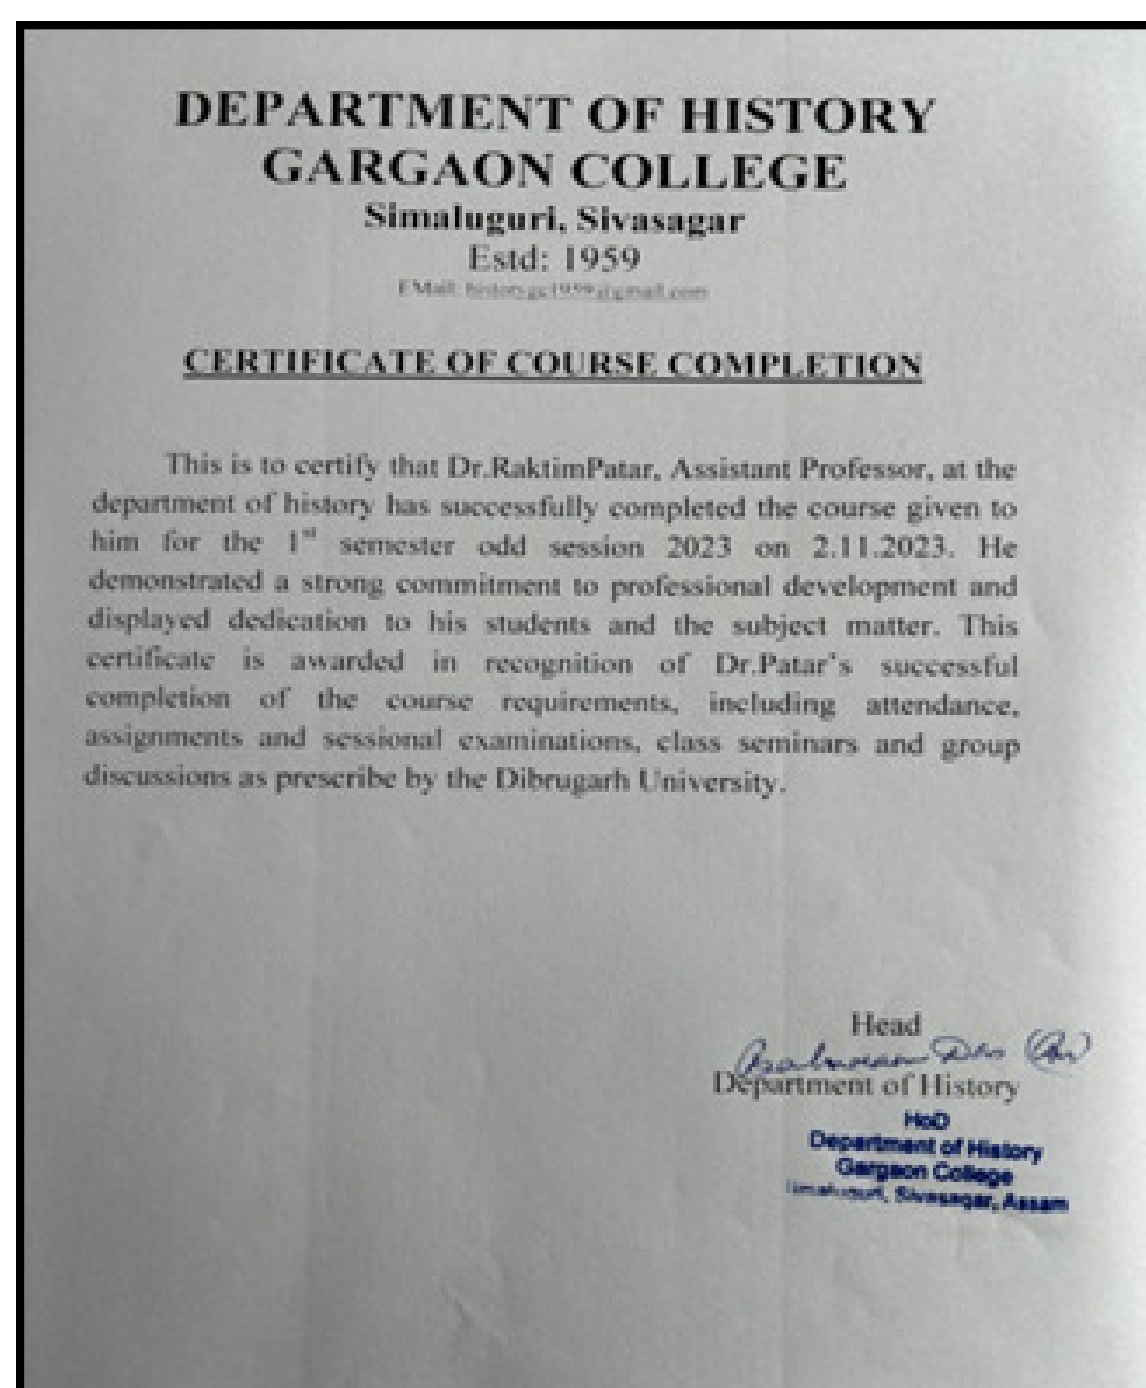 DEPARTMENT OF HISTORY
GARGAON COLLEGE
Simaluguri, Sivasagar
Estd: 1959
EMail: historygc1959@gmail.com
CERTIFICATE OF COURSE COMPLETION
This is to certify that Dr.RaktimPatar, Assistant Professor, at the
department of history has successfully completed the course given to
him for the 1st semester odd session 2023 on 2.11.2023. He
demonstrated a strong commitment to professional development and
displayed dedication to his students and the subject matter. This
certificate is awarded in recognition of Dr.Patar's successful
completion of the course requirements, including attendance,
assignments and sessional examinations, class seminars and group
discussions as prescribe by the Dibrugarh University.
Head
Department of History
HoD
Department of History
Gargaon College
Simaluguri, Sivasagar, Assam